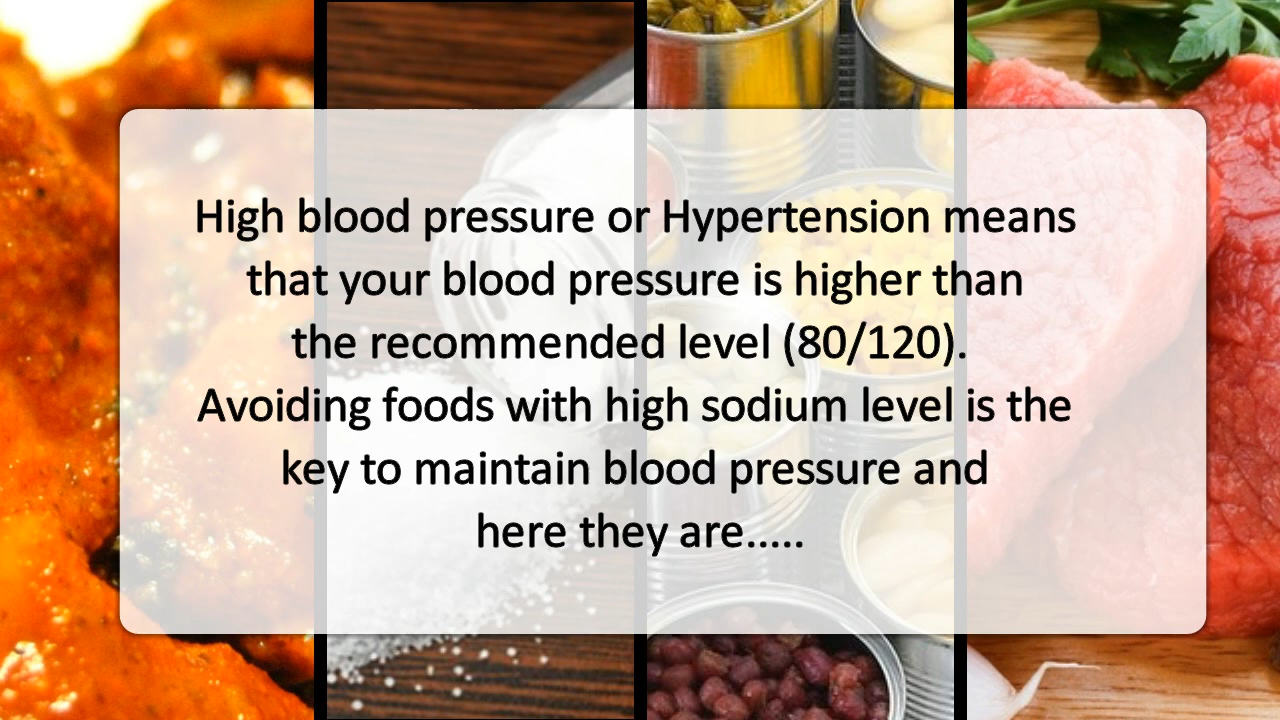 High blood pressure or Hypertension means
that your blood pressure is higher than
the recommended level (80/120).
Avoiding foods with high sodium level is the
key to maintain blood pressure and
here they are.....